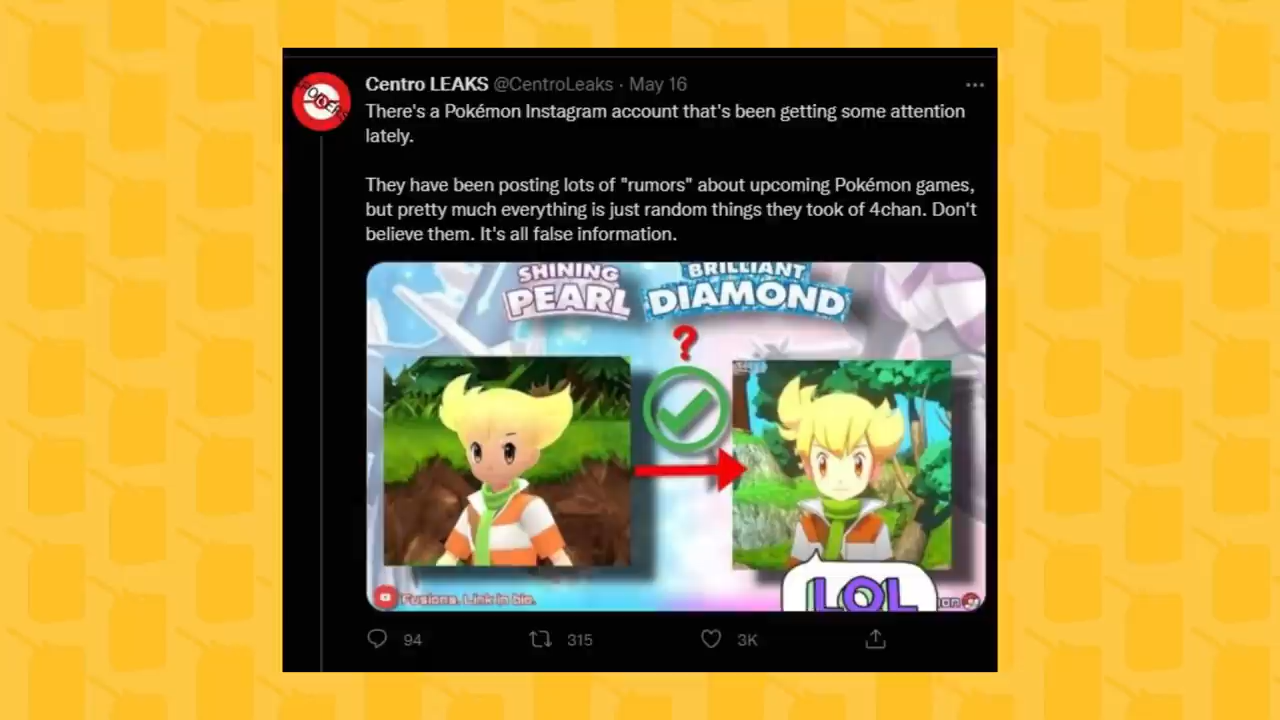 Centro LEAKS @CentroLeaks · May 16
There's a Pokémon Instagram account that's been getting some attention
lately.
They have been posting lots of "rumors" about upcoming Pokémon games,
but pretty much everything is just random things they took of 4chan. Don't
believe them. It's all false information.
SHINING
PEARL
BRILLIANT
DIAMOND
?
LOL
Fusions. Link in bio.
94
315
3K